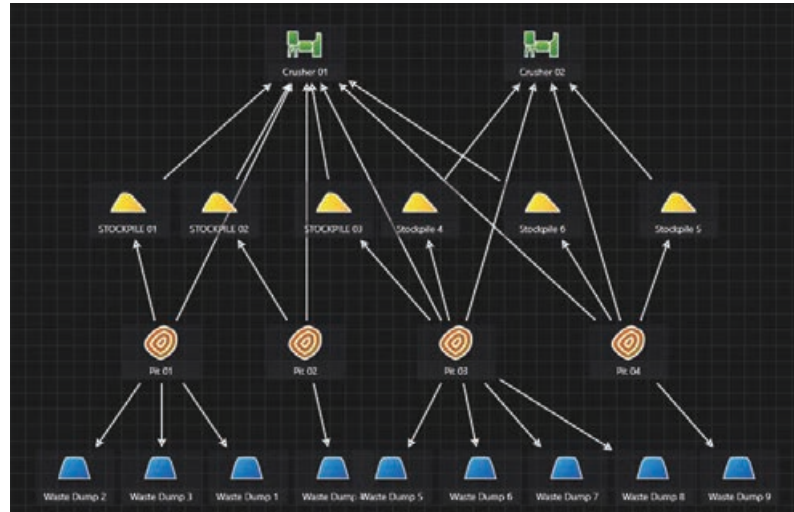 Crusher 01
Crusher 02
STOCKPILE 01
STOCKPILE 02
STOCKPILE 03
Stockpile 4
Stockpile 6
Stockpile 5
Pit 01
Pit 02
Pit 03
Pit 04
Waste Dump 2
Waste Dump 3
Waste Dump 1
Waste Dump
Waste Dump 5
Waste Dump 6
Waste Dump 7
Waste Dump 8
Waste Dump 9